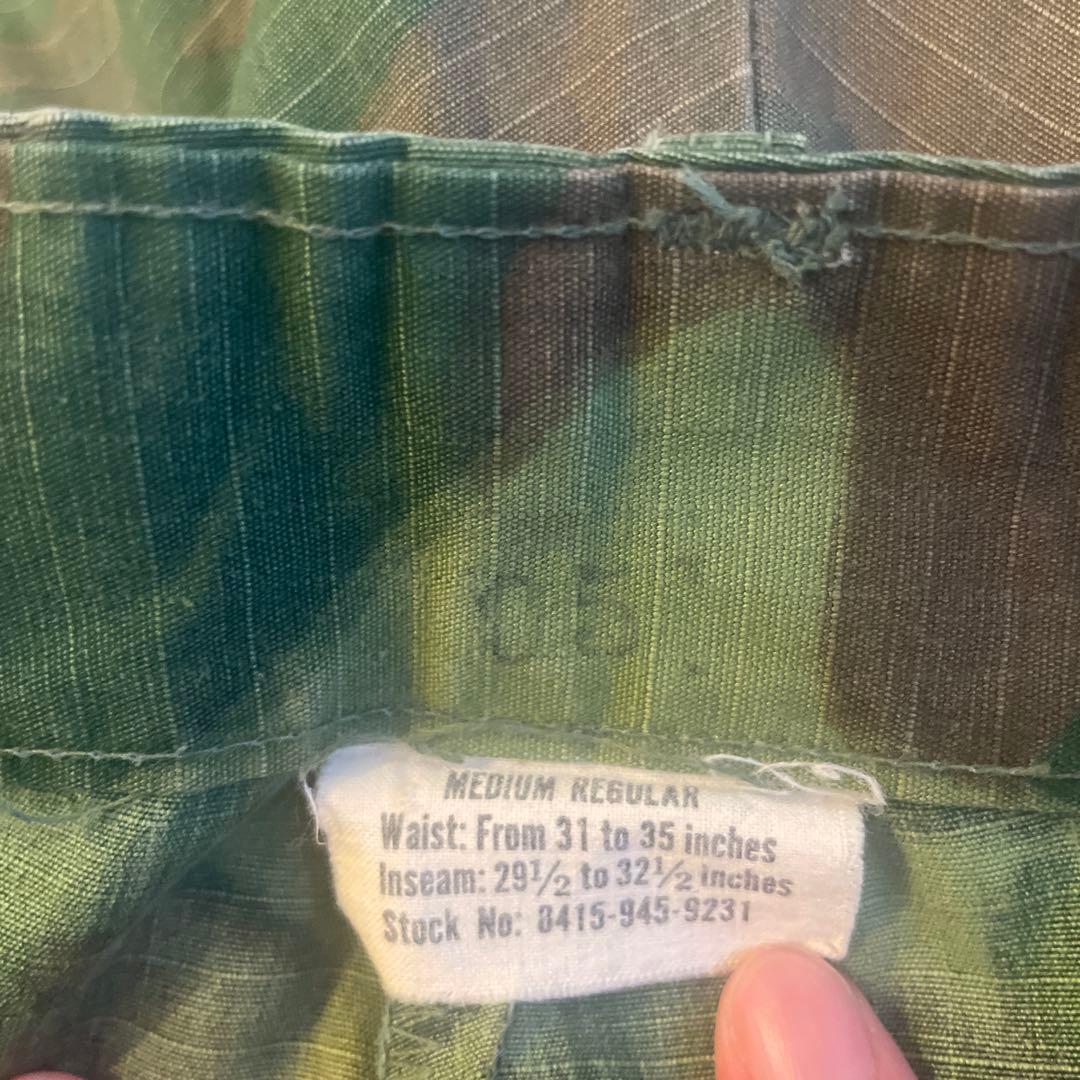 05
MEDIUM REGULAR
Waist: From 31 to 35 inches
Inseam: 29½ to 32½ inches
Stock No: 8415-945-9231